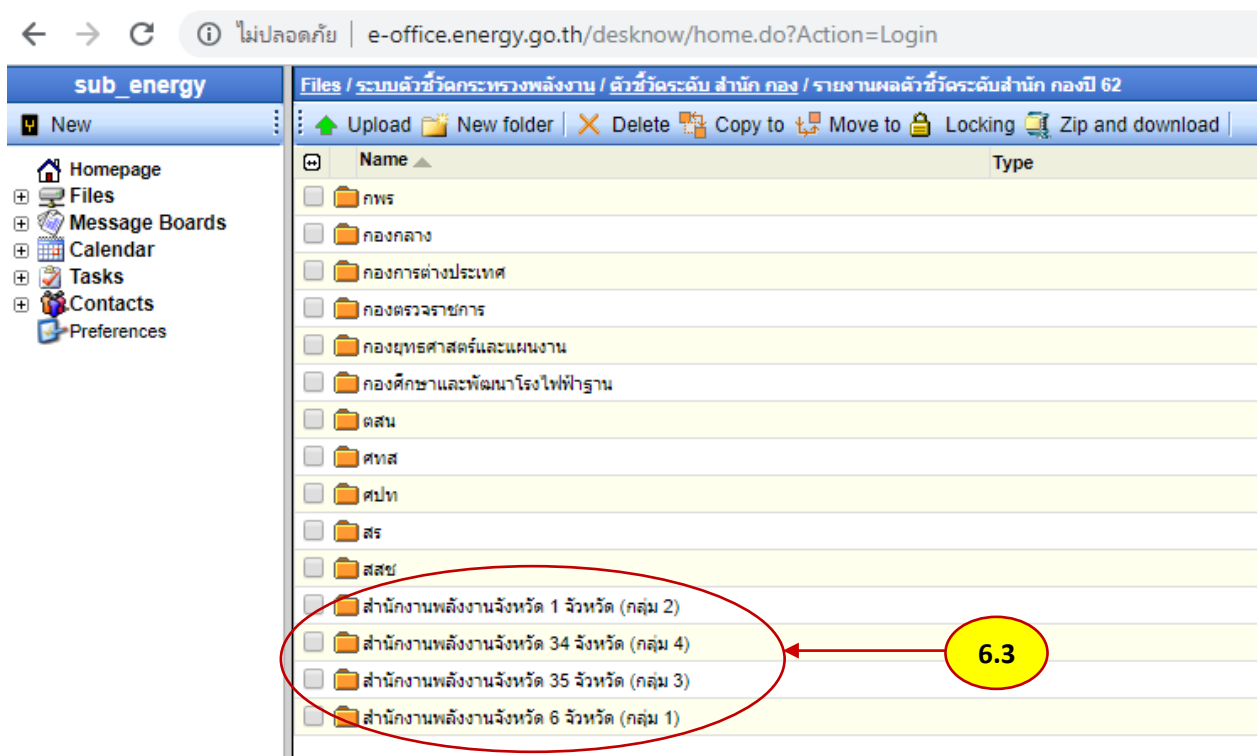 ไม่ปลอดภัย | e-office.energy.go.th/desknow/home.do?Action=Login
sub_energy
Files / ระบบตัวชี้วัดกระทรวงพลังงาน / ตัวชี้วัดระดับ สำนัก กอง / รายงานผลตัวชี้วัดระดับสำนัก กองปี 62
New
Upload New folder Delete Copy to Move to Locking Zip and download
Homepage
Files
Message Boards
Calendar
Tasks
Contacts
Preferences
Name Type
กพร
กองกลาง
กองการต่างประเทศ
กองตรวจราชการ
กองยุทธศาสตร์และแผนงาน
กองศึกษาและพัฒนาโรงไฟฟ้าฐาน
ตสน
ศทส
ศปท
สร
สสช
สำนักงานพลังงานจังหวัด 1 จัวหวัด (กลุ่ม 2)
สำนักงานพลังงานจังหวัด 34 จังหวัด (กลุ่ม 4)
สำนักงานพลังงานจังหวัด 35 จัวหวัด (กลุ่ม 3)
สำนักงานพลังงานจังหวัด 6 จัวหวัด (กลุ่ม 1)
6.3